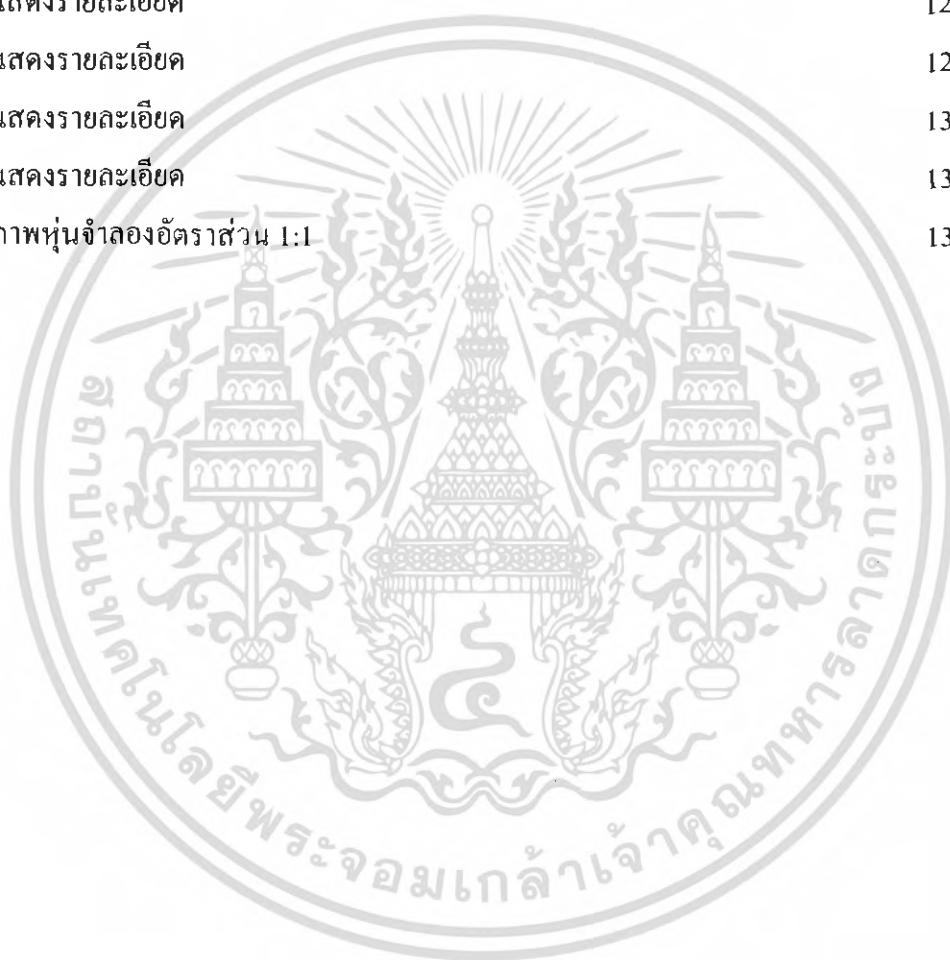 แสดงรายละเอียด 12
แสดงรายละเอียด 12
แสดงรายละเอียด 13
แสดงรายละเอียด 13
ภาพหุ่นจำลองอัตราส่วน 1:1 13
สถาบันเทคโนโลยีพระจอมเกล้าเจ้าคุณทหารลาดกระบัง
๔